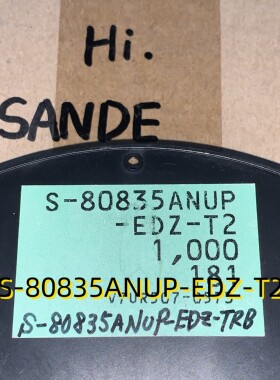 Hi.
SANDE
S-80835ANUP
-EDZ-T2
1,000
181
S-80835ANUP-EDZ-T2
S-80835ANUP-EDZ-TRB